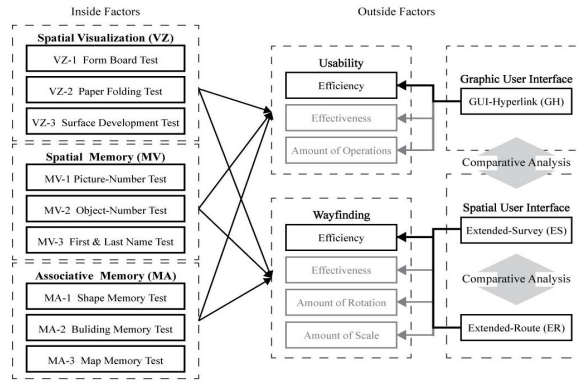 Inside Factors
Outside Factors
Spatial Visualization (VZ)
VZ-1 Form Board Test
VZ-2 Paper Folding Test
VZ-3 Surface Development Test
Spatial Memory (MV)
MV-1 Picture-Number Test
MV-2 Object-Number Test
MV-3 First & Last Name Test
Associative Memory (MA)
MA-1 Shape Memory Test
MA-2 Buliding Memory Test
MA-3 Map Memory Test
Usability
Efficiency
Effectiveness
Amount of Operations
Wayfinding
Efficiency
Effectiveness
Amount of Rotation
Amount of Scale
Graphic User Interface
GUI-Hyperlink (GH)
Comparative Analysis
Spatial User Interface
Extended-Survey (ES)
Comparative Analysis
Extended-Route (ER)